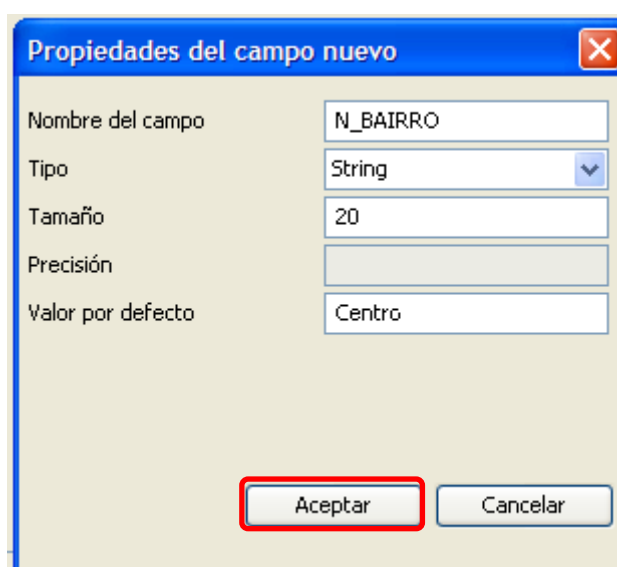 Propiedades del campo nuevo
Nombre del campo N_BAIRRO
Tipo String
Tamaño 20
Precisión
Valor por defecto Centro
Aceptar Cancelar